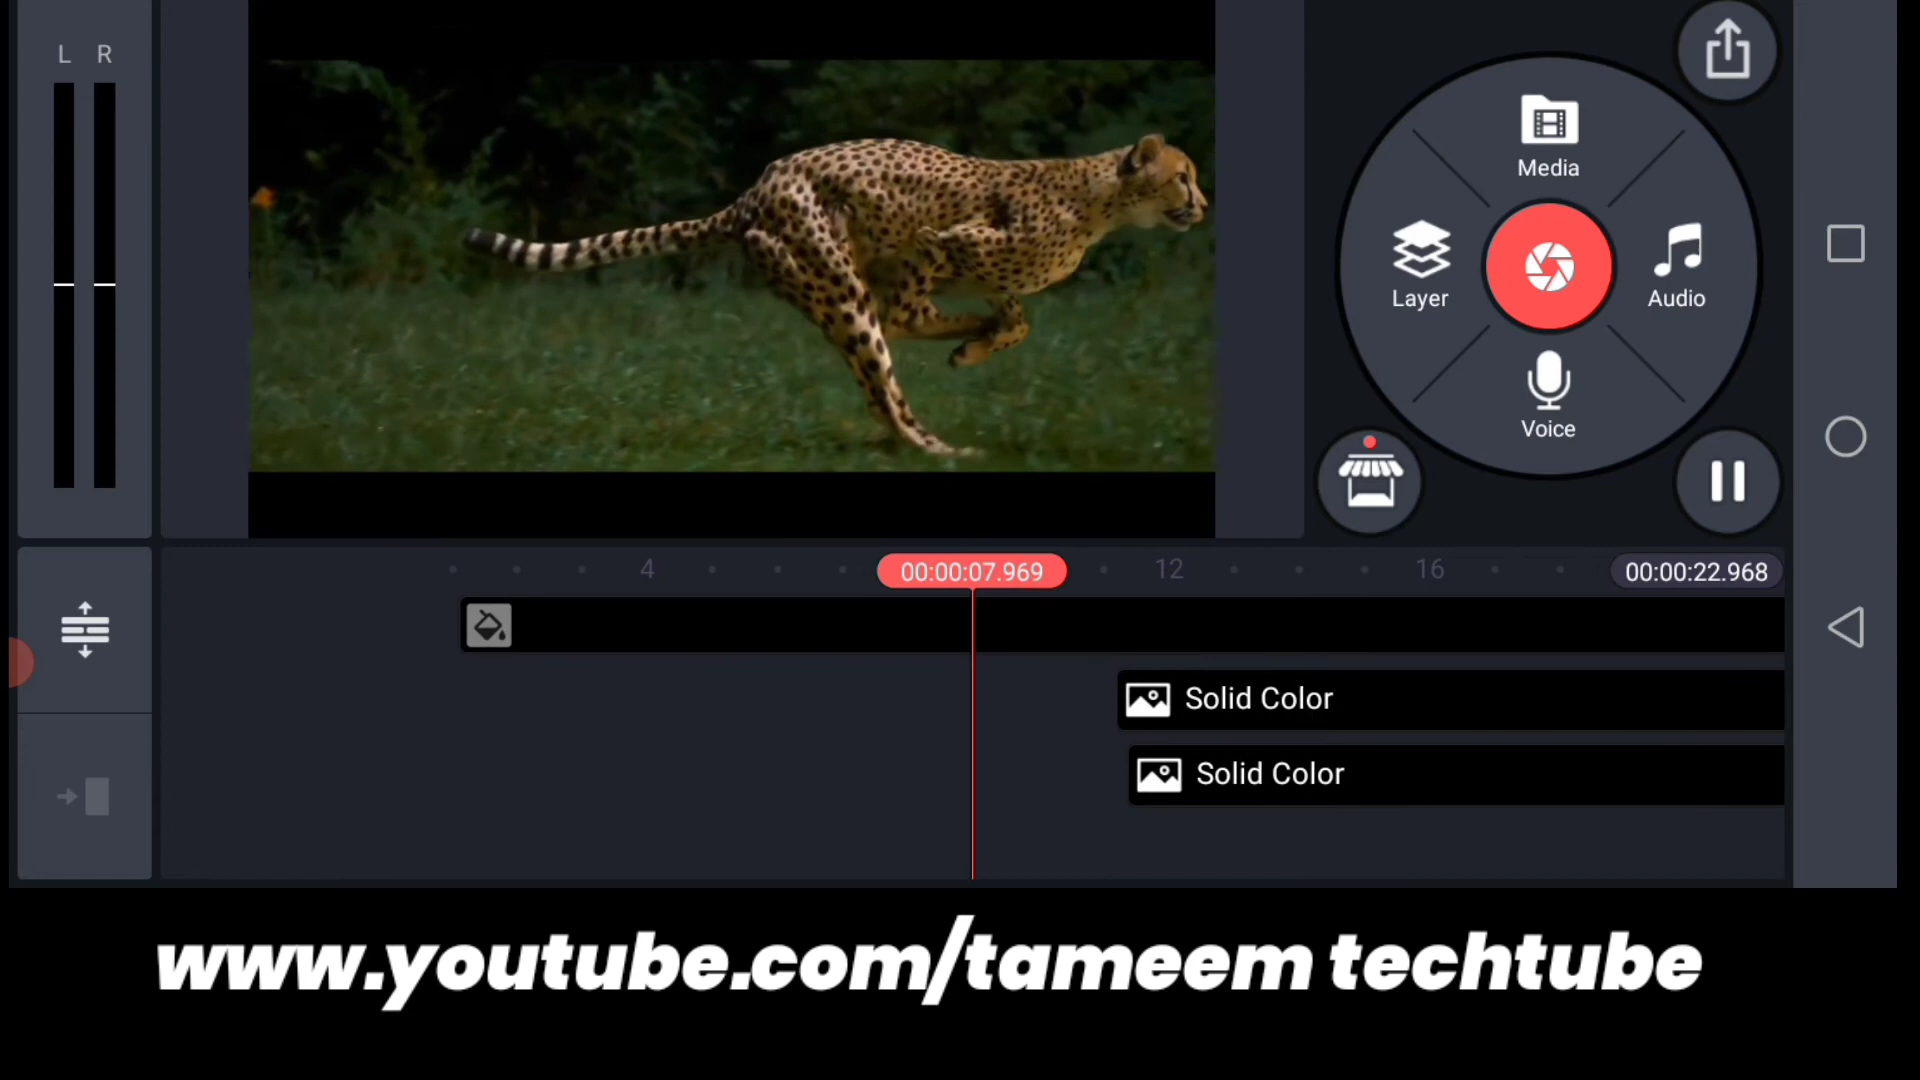 L R
Media
Layer
Audio
Voice
4
00:00:07.969
12
16
00:00:22.968
Solid Color
Solid Color
www.youtube.com/tameem techtube